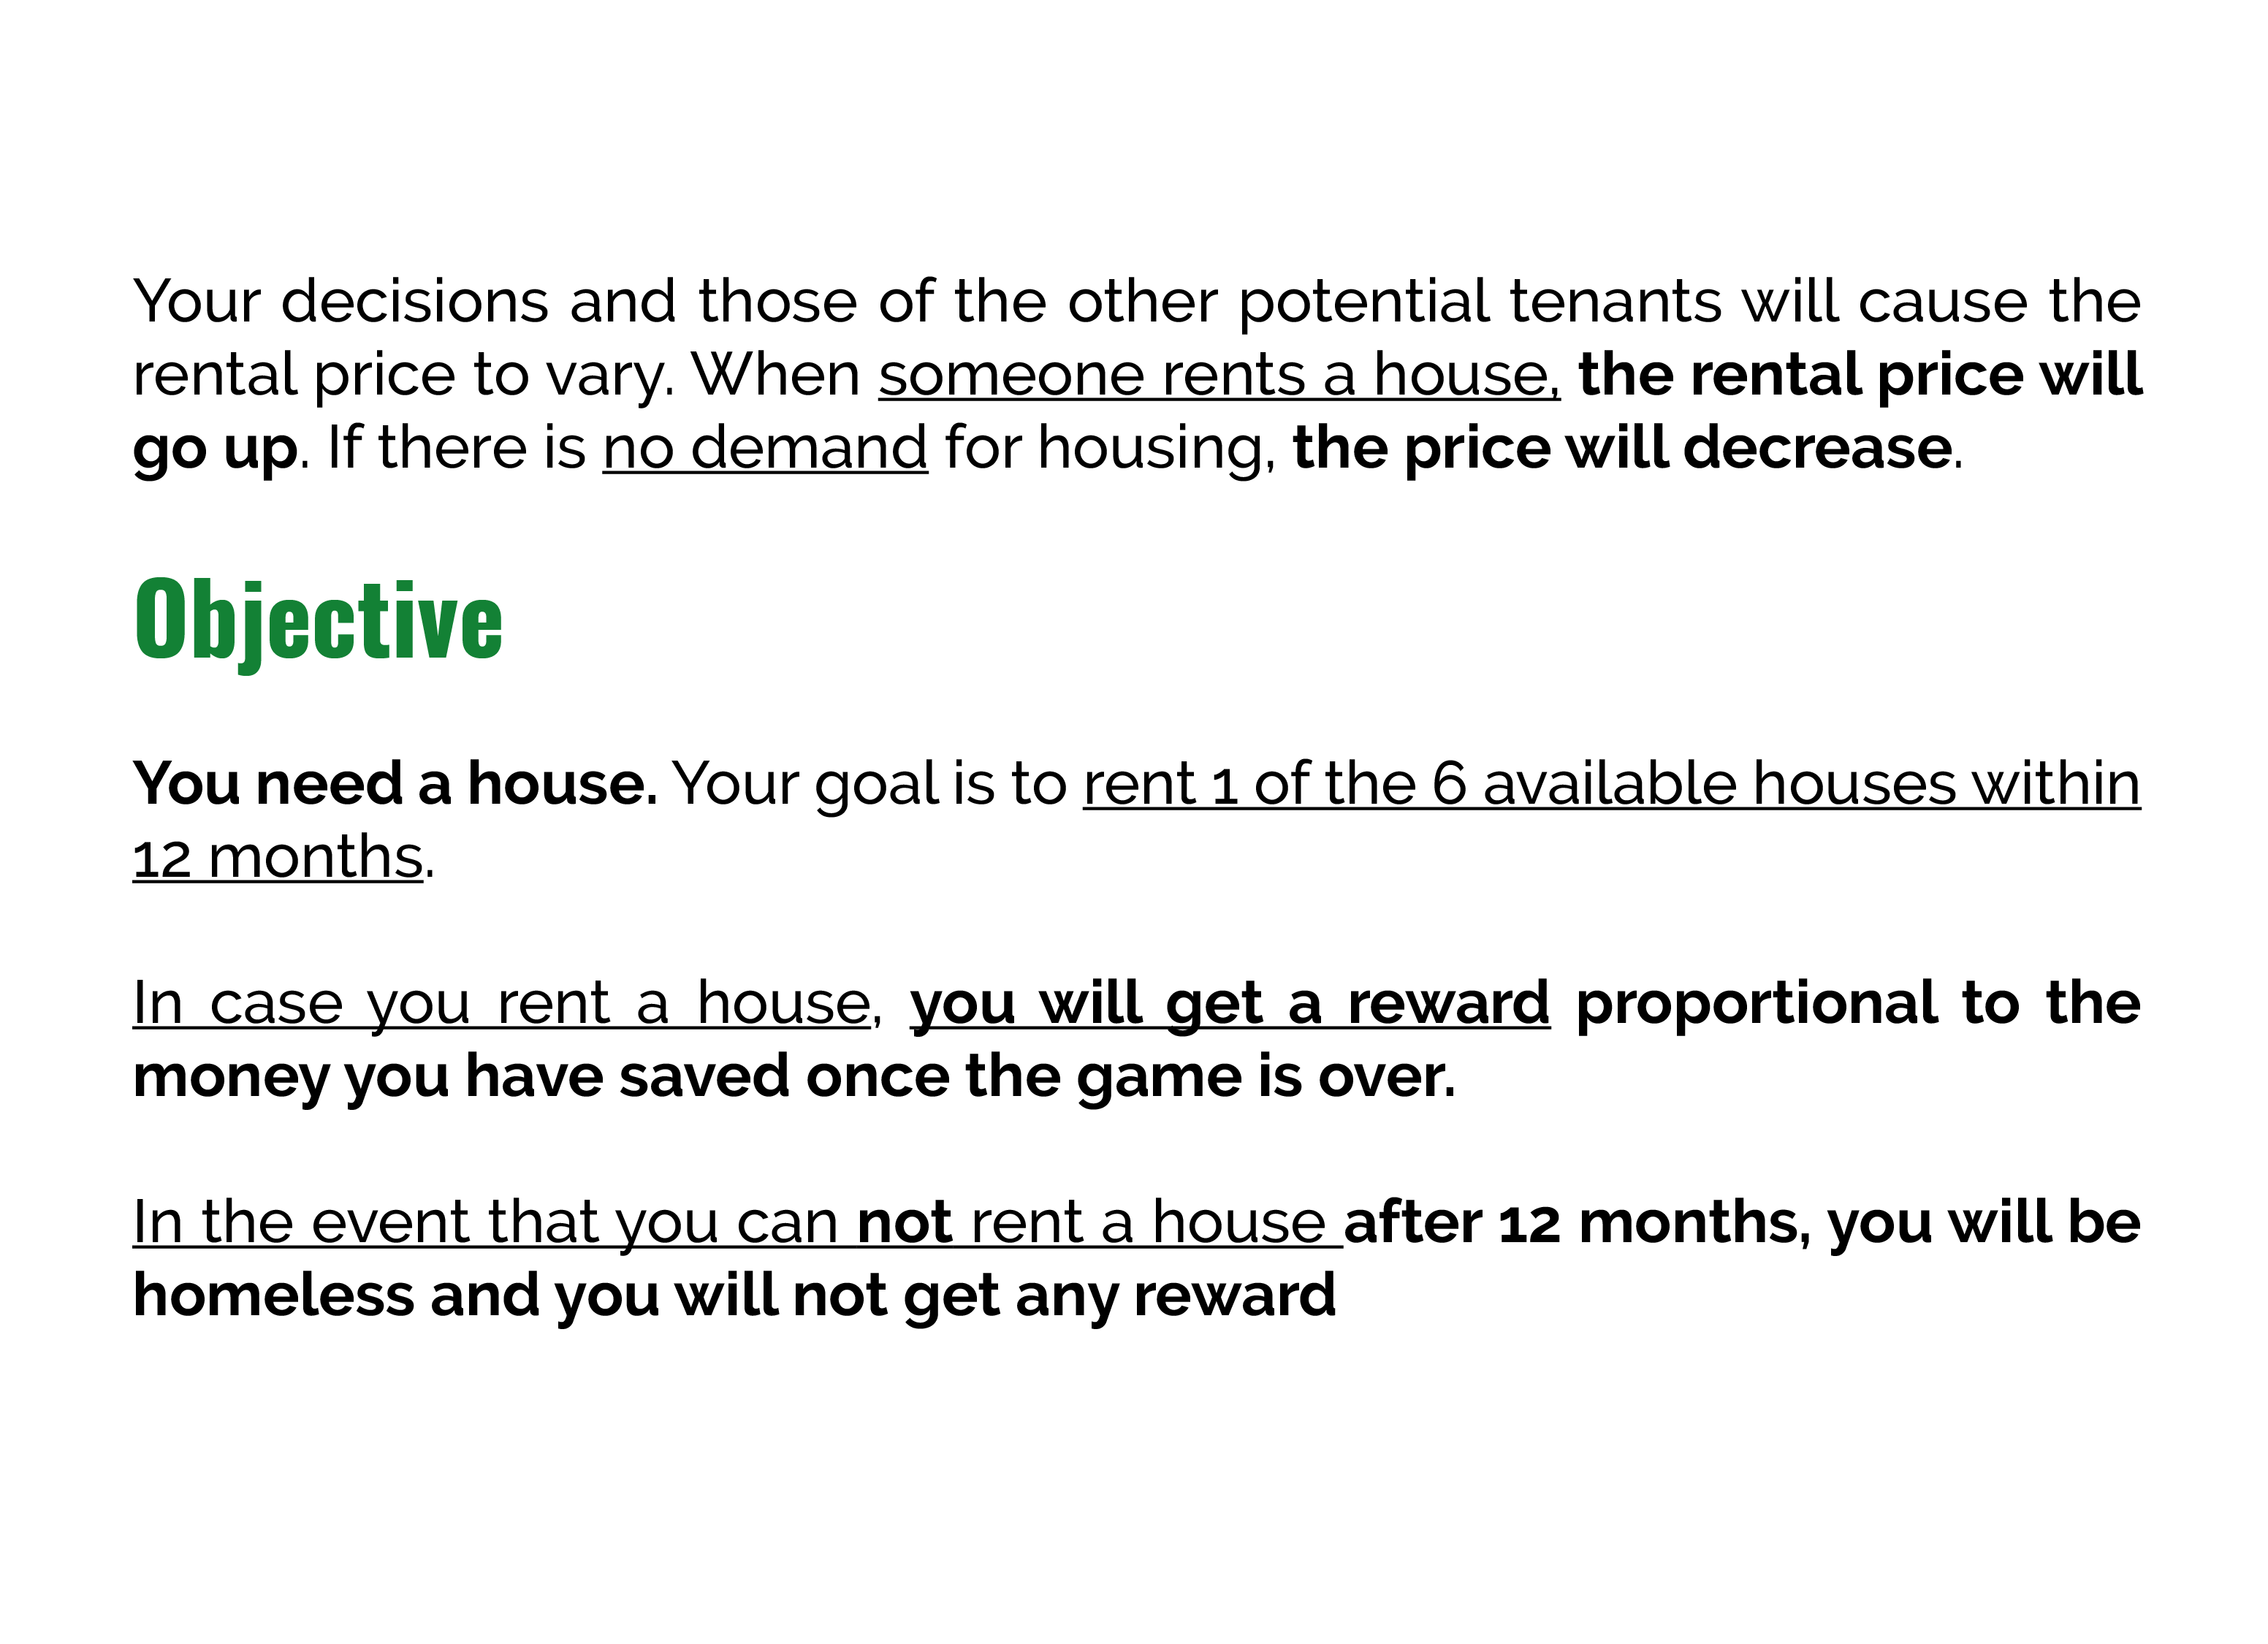 Your decisions and those of the other potential tenants will cause the
rental price to vary. When someone rents a house, the rental price will
go up. If there is no demand for housing, the price will decrease.
Objective
You need a house. Your goal is to rent 1 of the 6 available houses within
12 months.
In case you rent a house, you will get a reward proportional to the
money you have saved once the game is over.
In the event that you can not rent a house after 12 months, you will be
homeless and you will not get any reward